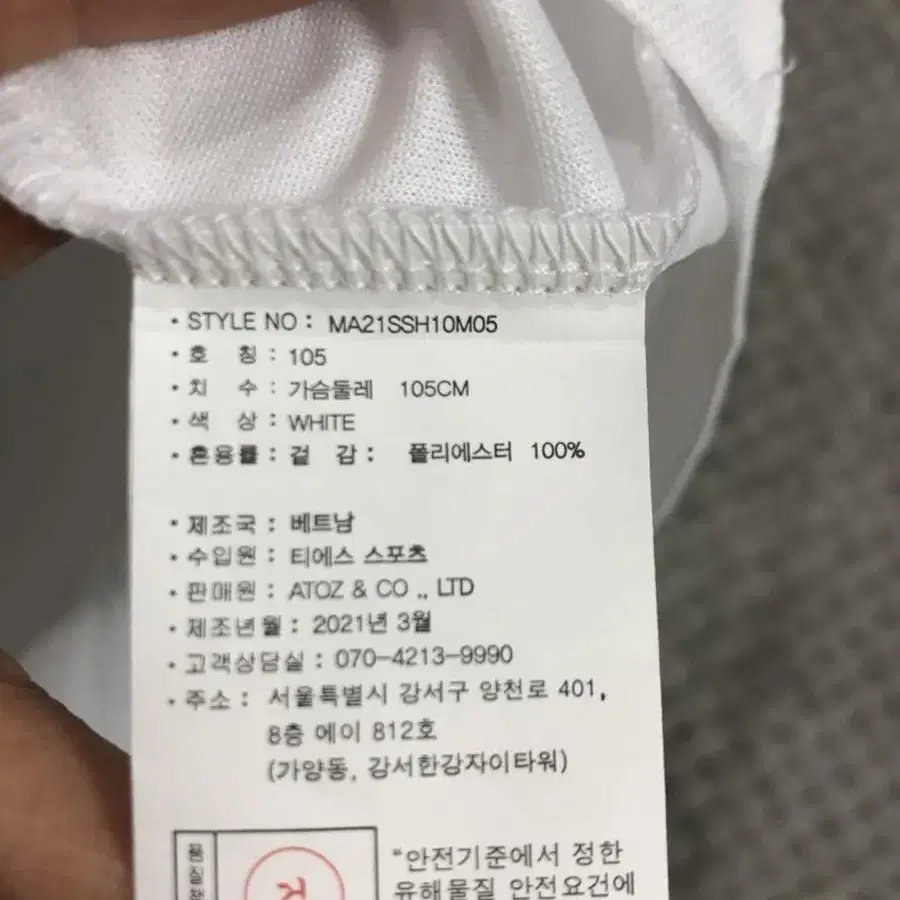 · STYLE NO : MA21SSH10M05
· 호 칭 : 105
· 치 수 : 가슴둘레 105CM
· 색 상 : WHITE
· 혼용률 : 겉 감 : 폴리에스터 100%
· 제조국 : 베트남
· 수입원 : 티에스 스포츠
· 판매원 : ATOZ & CO ., LTD
· 제조년월 : 2021년 3월
· 고객상담실 : 070-4213-9990
· 주소 : 서울특별시 강서구 양천로 401,
8층 에이 812호
(가양동, 강서한강자이타워)
품질
"안전기준에서 정한
유해물질 안전요건에